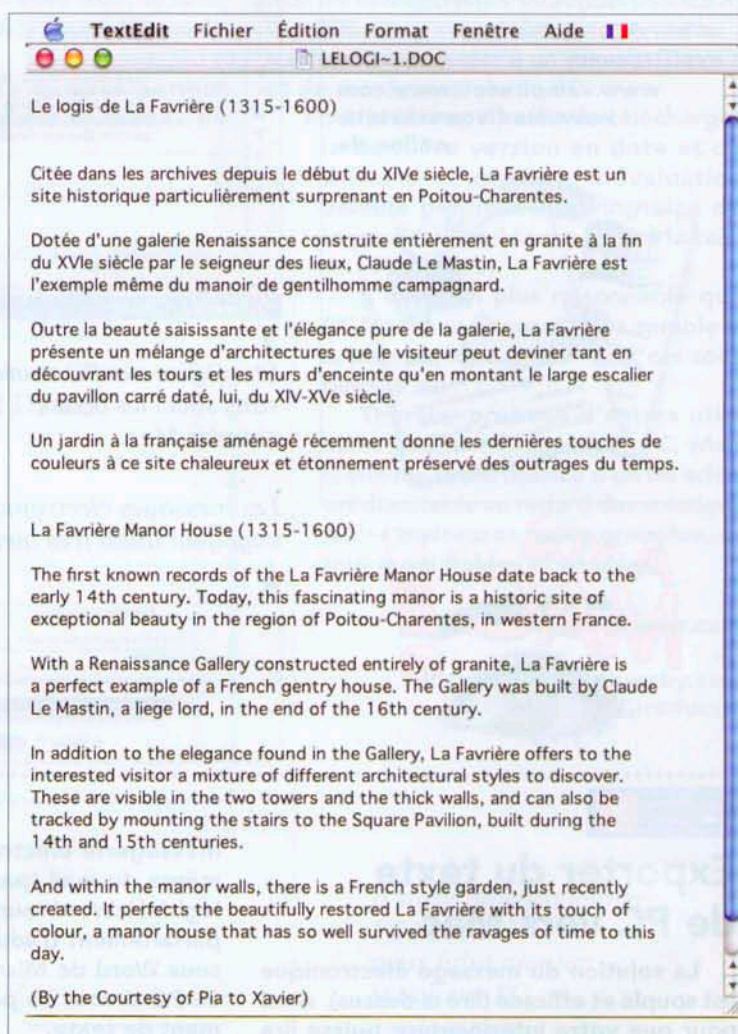 TextEdit Fichier Édition Format Fenêtre Aide
LELOGI~1.DOC
Le logis de La Favrière (1315-1600)
Citée dans les archives depuis le début du XIVe siècle, La Favrière est un
site historique particulièrement surprenant en Poitou-Charentes.
Dotée d'une galerie Renaissance construite entièrement en granite à la fin
du XVIe siècle par le seigneur des lieux, Claude Le Mastin, La Favrière est
l'exemple même du manoir de gentilhomme campagnard.
Outre la beauté saisissante et l'élégance pure de la galerie, La Favrière
présente un mélange d'architectures que le visiteur peut deviner tant en
découvrant les tours et les murs d'enceinte qu'en montant le large escalier
du pavillon carré daté, lui, du XIV-XVe siècle.
Un jardin à la française aménagé récemment donne les dernières touches de
couleurs à ce site chaleureux et étonnement préservé des outrages du temps.
La Favrière Manor House (1315-1600)
The first known records of the La Favrière Manor House date back to the
early 14th century. Today, this fascinating manor is a historic site of
exceptional beauty in the region of Poitou-Charentes, in western France.
With a Renaissance Gallery constructed entirely of granite, La Favrière is
a perfect example of a French gentry house. The Gallery was built by Claude
Le Mastin, a liege lord, in the end of the 16th century.
In addition to the elegance found in the Gallery, La Favrière offers to the
interested visitor a mixture of different architectural styles to discover.
These are visible in the two towers and the thick walls, and can also be
tracked by mounting the stairs to the Square Pavilion, built during the
14th and 15th centuries.
And within the manor walls, there is a French style garden, just recently
created. It perfects the beautifully restored La Favrière with its touch of
colour, a manor house that has so well survived the ravages of time to this
day.
(By the Courtesy of Pia to Xavier)